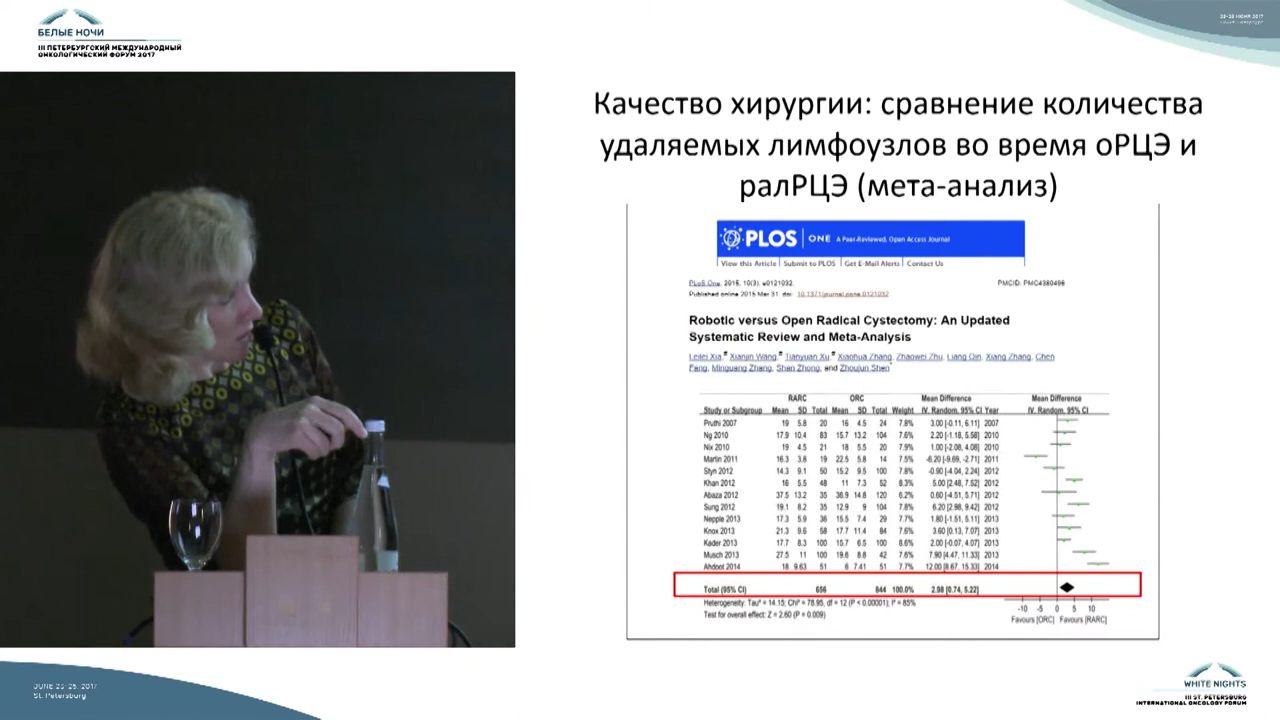 БЕЛЫЕ НОЧИ
III ПЕТЕРБУРГСКИЙ МЕЖДУНАРОДНЫЙ
ОНКОЛОГИЧЕСКИЙ ФОРУМ 2017
Качество хирургии: сравнение количества
удаляемых лимфоузлов во время оРЦЭ и
ралРЦЭ (мета-анализ)
PLOS ONE A Peer-Reviewed, Open Access Journal
View this Article Submit to PLOS Get E-Mail Alerts Contact Us
PLoS One. 2015; 10(3): e0121032. PMCID: PMC4380496
Published online 2015 Mar 31. doi: 10.1371/journal.pone.0121032
Robotic versus Open Radical Cystectomy: An Updated
Systematic Review and Meta-Analysis
Leilei Xia, # Xianjin Wang, # Tianyuan Xu, # Xiaohua Zhang, Zhaowei Zhu, Liang Qin, Xiang Zhang, Chen
Fang, Minguang Zhang, Shan Zhong, and Zhoujun Shen *
RARC ORC Mean Difference Mean Difference
Study or Subgroup Mean SD Total Mean SD Total Weight IV. Random. 95% CI Year IV. Random. 95% CI
Pruthi 2007 19 5.8 20 16 4.5 24 7.8% 3.00 [-0.11, 6.11] 2007
Ng 2010 17.9 10.4 83 15.7 13.2 104 7.6% 2.20 [-1.18, 5.58] 2010
Nix 2010 19 4.5 21 18 5.5 20 7.9% 1.00 [-2.08, 4.08] 2010
Martin 2011 16.3 3.8 19 22.5 5.8 14 7.5% -6.20 [-9.69, -2.71] 2011
Styn 2012 14.3 9.1 50 15.2 9.5 100 7.8% -0.90 [-4.04, 2.24] 2012
Khan 2012 16 5.5 48 11 7.3 52 8.3% 5.00 [2.48, 7.52] 2012
Abaza 2012 37.5 13.2 35 36.9 14.8 120 6.2% 0.60 [-4.51, 5.71] 2012
Sung 2012 19.1 8.2 35 12.9 9 104 7.8% 6.20 [2.98, 9.42] 2012
Nepple 2013 17.3 5.9 36 15.5 7.4 29 7.7% 1.80 [-1.51, 5.11] 2013
Knox 2013 21.3 9.6 58 17.7 11.4 84 7.6% 3.60 [0.13, 7.07] 2013
Kader 2013 17.7 8.3 100 15.7 6.5 100 8.6% 2.00 [-0.07, 4.07] 2013
Musch 2013 27.5 11 100 19.6 8.8 42 7.6% 7.90 [4.47, 11.33] 2013
Ahdoot 2014 18 9.63 51 6 7.41 51 7.7% 12.00 [8.67, 15.33] 2014
Total (95% CI) 656 844 100.0% 2.98 [0.74, 5.22]
Heterogeneity: Tau² = 14.15; Chi² = 78.95, df = 12 (P < 0.00001); I² = 85%
Test for overall effect: Z = 2.60 (P = 0.009)
-10 -5 0 5 10
Favours [ORC] Favours [RARC]
JUNE 23-25, 2017
St. Petersburg
WHITE NIGHTS
III ST. PETERSBURG
INTERNATIONAL ONCOLOGY FORUM